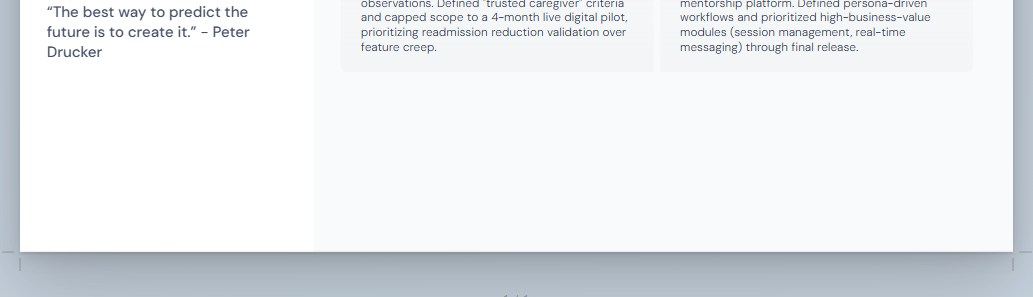 “The best way to predict the
future is to create it.” - Peter
Drucker
observations. Defined "trusted caregiver" criteria
and capped scope to a 4-month live digital pilot,
prioritizing readmission reduction validation over
feature creep.
mentorship platform. Defined persona-driven
workflows and prioritized high-business-value
modules (session management, real-time
messaging) through final release.